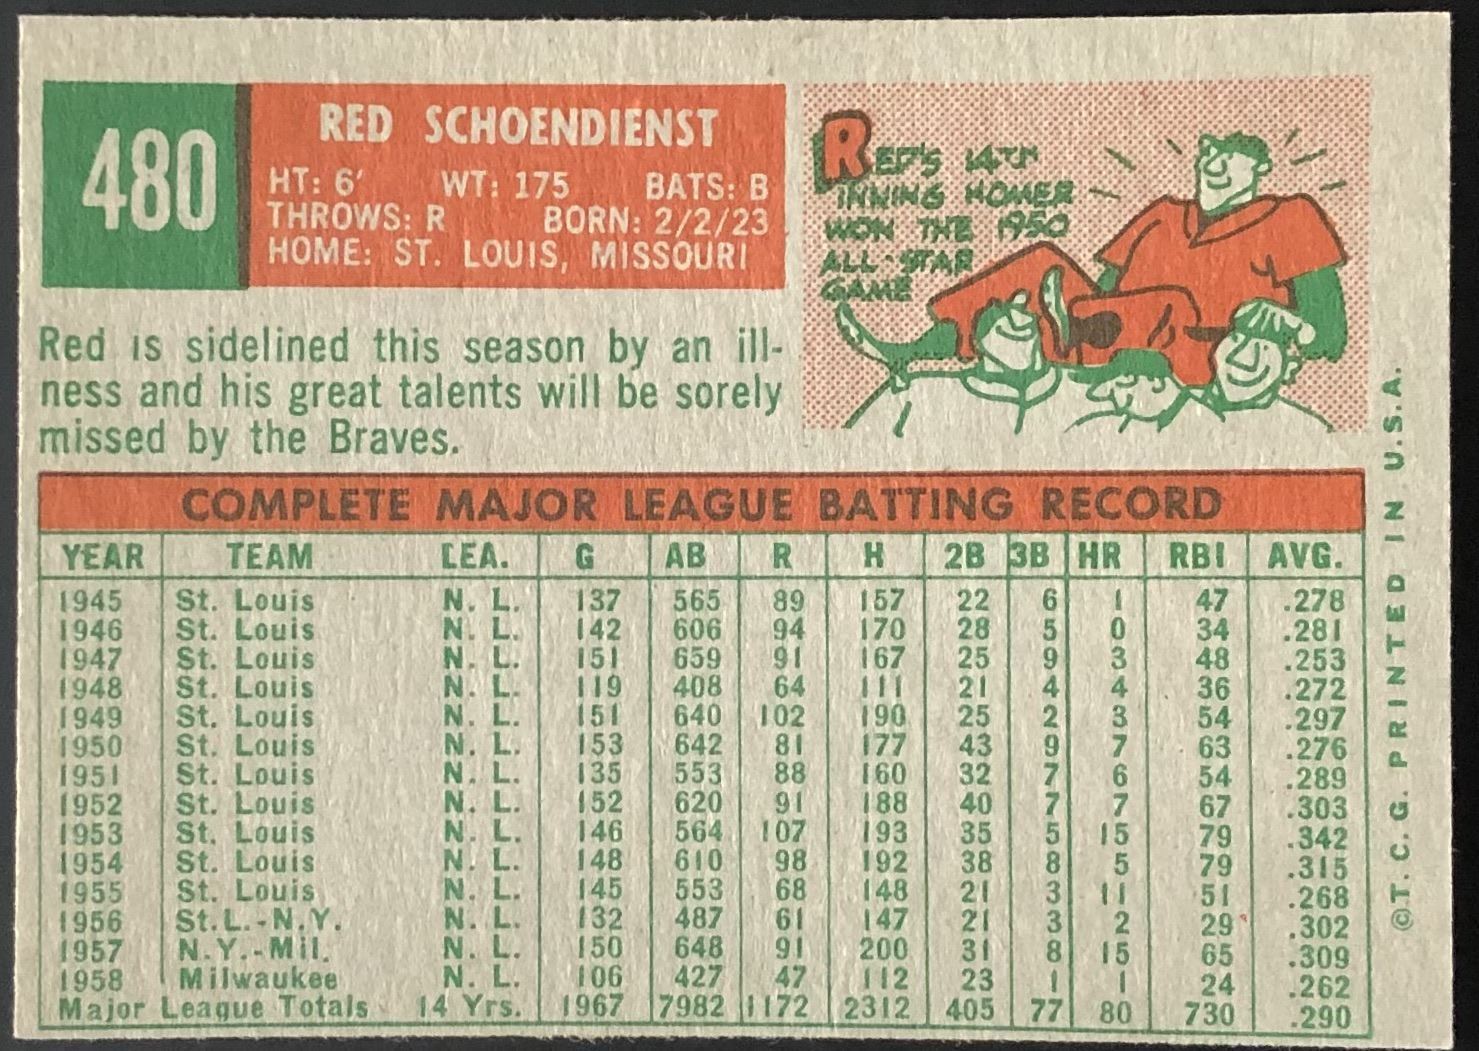 480
RED SCHOENDIENST
HT: 6' WT: 175 BATS: B
THROWS: R BORN: 2/2/23
HOME: ST. LOUIS, MISSOURI
RED'S 14TH
INNING HOMER
WON THE 1950
ALL-STAR
GAME
Red is sidelined this season by an ill-
ness and his great talents will be sorely
missed by the Braves.
COMPLETE MAJOR LEAGUE BATTING RECORD
YEAR TEAM LEA. G AB R H 2B 3B HR RBI AVG.
1945 St. Louis N. L. 137 565 89 157 22 6 1 47 .278
1946 St. Louis N. L. 142 606 94 170 28 5 0 34 .281
1947 St. Louis N. L. 151 659 91 167 25 9 3 48 .253
1948 St. Louis N. L. 119 408 64 111 21 4 4 36 .272
1949 St. Louis N. L. 151 640 102 190 25 2 3 54 .297
1950 St. Louis N. L. 153 642 81 177 43 9 7 63 .276
1951 St. Louis N. L. 135 553 88 160 32 7 6 54 .289
1952 St. Louis N. L. 152 620 91 188 40 7 7 67 .303
1953 St. Louis N. L. 146 564 107 193 35 5 15 79 .342
1954 St. Louis N. L. 148 610 98 192 38 8 5 79 .315
1955 St. Louis N. L. 145 553 68 148 21 3 11 51 .268
1956 St.L.-N.Y. N. L. 132 487 61 147 21 3 2 29 .302
1957 N.Y.-Mil. N. L. 150 648 91 200 31 8 15 65 .309
1958 Milwaukee N. L. 106 427 47 112 23 1 1 24 .262
Major League Totals 14 Yrs. 1967 7982 1172 2312 405 77 80 730 .290
©T.C.G. PRINTED IN U.S.A.